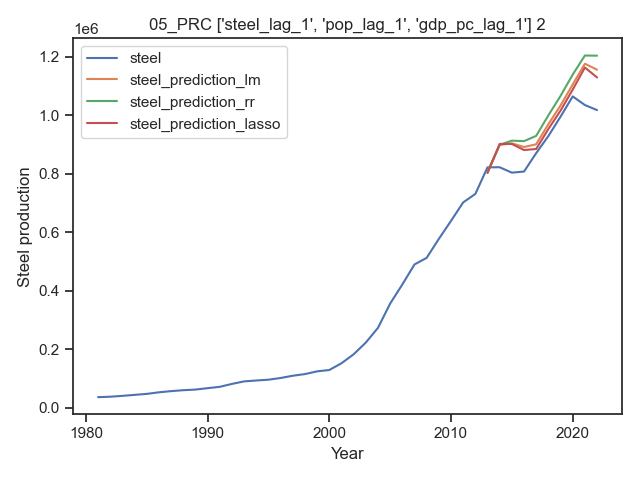 05_PRC ['steel_lag_1', 'pop_lag_1', 'gdp_pc_lag_1'] 2
1e6
steel
steel_prediction_lm
steel_prediction_rr
steel_prediction_lasso
1.2
1.0
0.8
0.6
0.4
0.2
0.0
Steel production
1980
1990
2000
2010
2020
Year